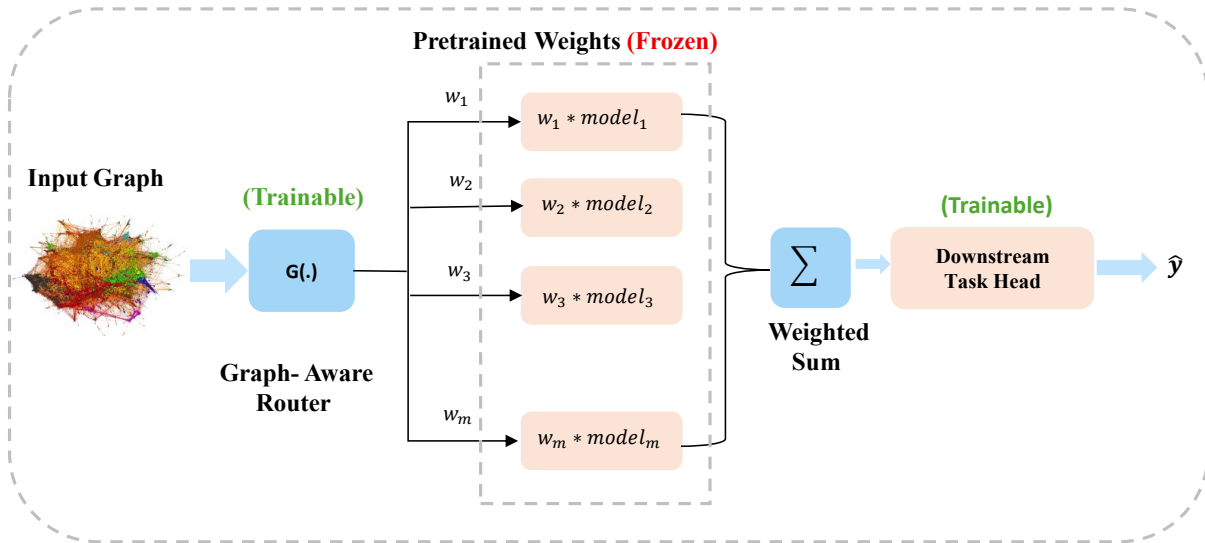 Pretrained Weights (Frozen)
w₁
w₁ * model₁
Input Graph
(Trainable)
w₂
w₂ * model₂
(Trainable)
G(.)
w₃
w₃ * model₃
∑
Downstream
Task Head
ŷ
Weighted
Sum
Graph- Aware
Router
wₘ
wₘ * modelₘ